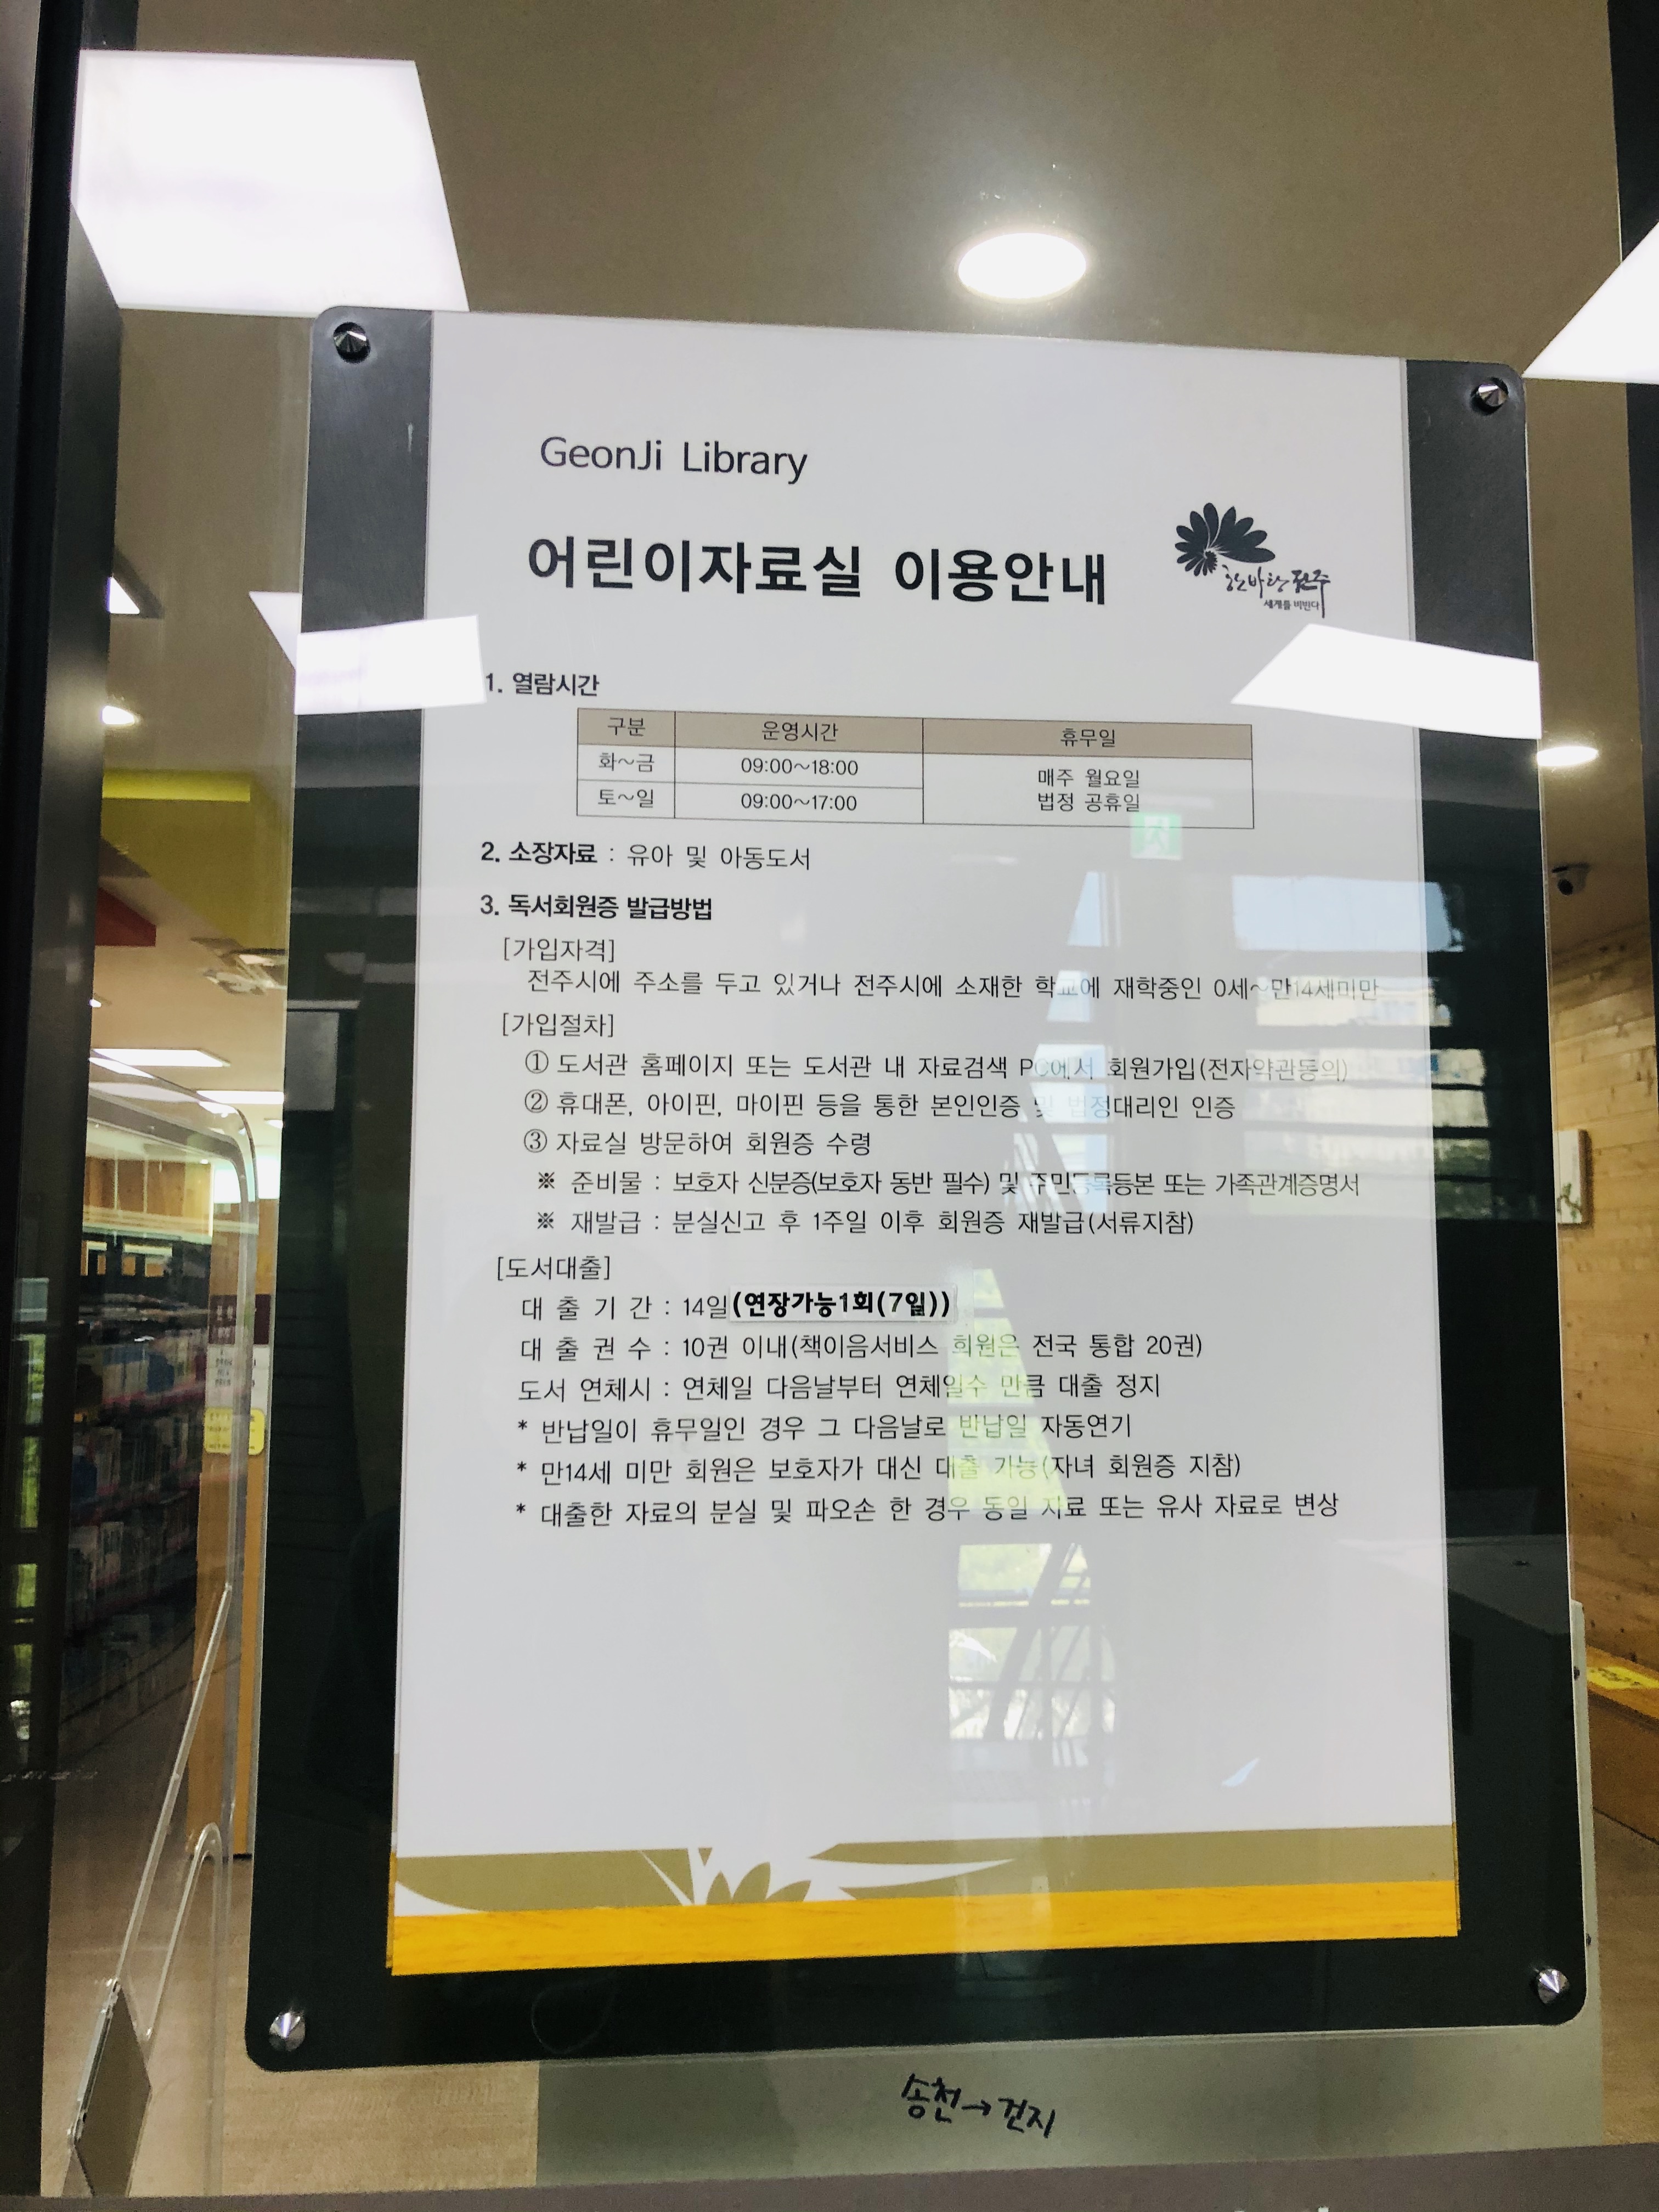 GeonJi Library
어린이자료실 이용안내
한바탕전주
세계를 비빈다
1. 열람시간
구분 운영시간 휴무일
화~금 09:00~18:00 매주 월요일
토~일 09:00~17:00 법정 공휴일
2. 소장자료 : 유아 및 아동도서
3. 독서회원증 발급방법
[가입자격]
전주시에 주소를 두고 있거나 전주시에 소재한 학교에 재학중인 0세~만14세미만
[가입절차]
① 도서관 홈페이지 또는 도서관 내 자료검색 PC에서 회원가입(전자약관동의)
② 휴대폰, 아이핀, 마이핀 등을 통한 본인인증 및 법정대리인 인증
③ 자료실 방문하여 회원증 수령
※ 준비물 : 보호자 신분증(보호자 동반 필수) 및 주민등록등본 또는 가족관계증명서
※ 재발급 : 분실신고 후 1주일 이후 회원증 재발급(서류지참)
[도서대출]
대 출 기 간 : 14일(연장가능1회(7일))
대 출 권 수 : 10권 이내(책이음서비스 회원은 전국 통합 20권)
도서 연체시 : 연체일 다음날부터 연체일수 만큼 대출 정지
* 반납일이 휴무일인 경우 그 다음날로 반납일 자동연기
* 만14세 미만 회원은 보호자가 대신 대출 가능(자녀 회원증 지참)
* 대출한 자료의 분실 및 파오손 한 경우 동일 자료 또는 유사 자료로 변상
송천→건지